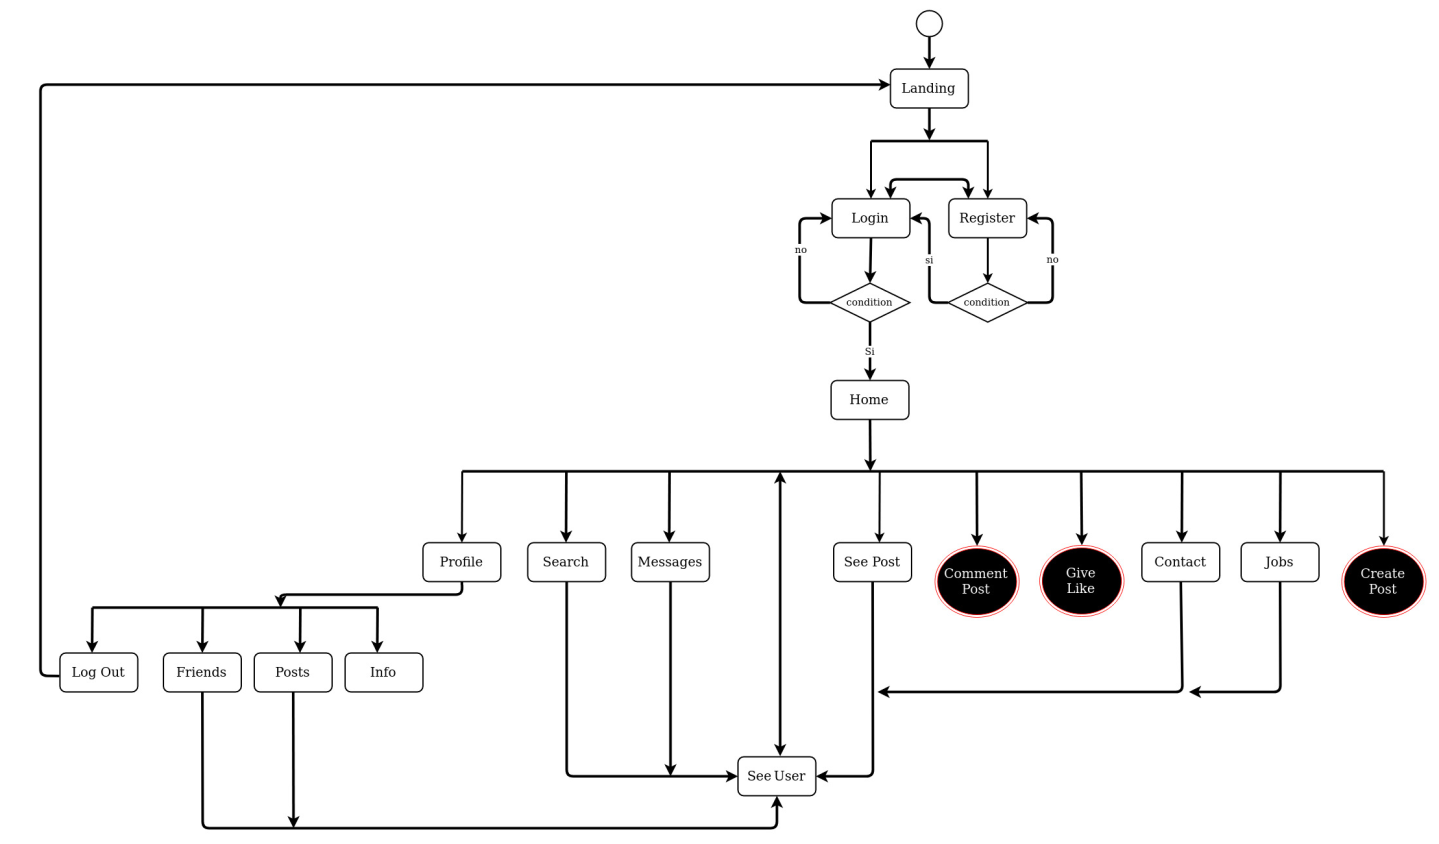 Landing
Login
Register
no
si
no
condition
condition
Si
Home
Profile
Search
Messages
See Post
Comment
Post
Give
Like
Contact
Jobs
Create
Post
Log Out
Friends
Posts
Info
See User